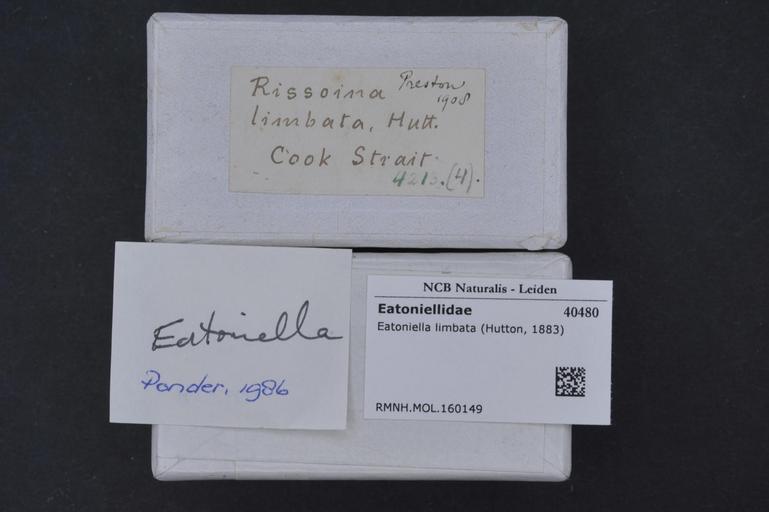 Rissoina Preston
1908
limbata, Hutt.
Cook Strait.
4213.(4).
Eatoniella
Ponder, 1986
NCB Naturalis - Leiden
Eatoniellidae 40480
Eatoniella limbata (Hutton, 1883)
RMNH.MOL.160149